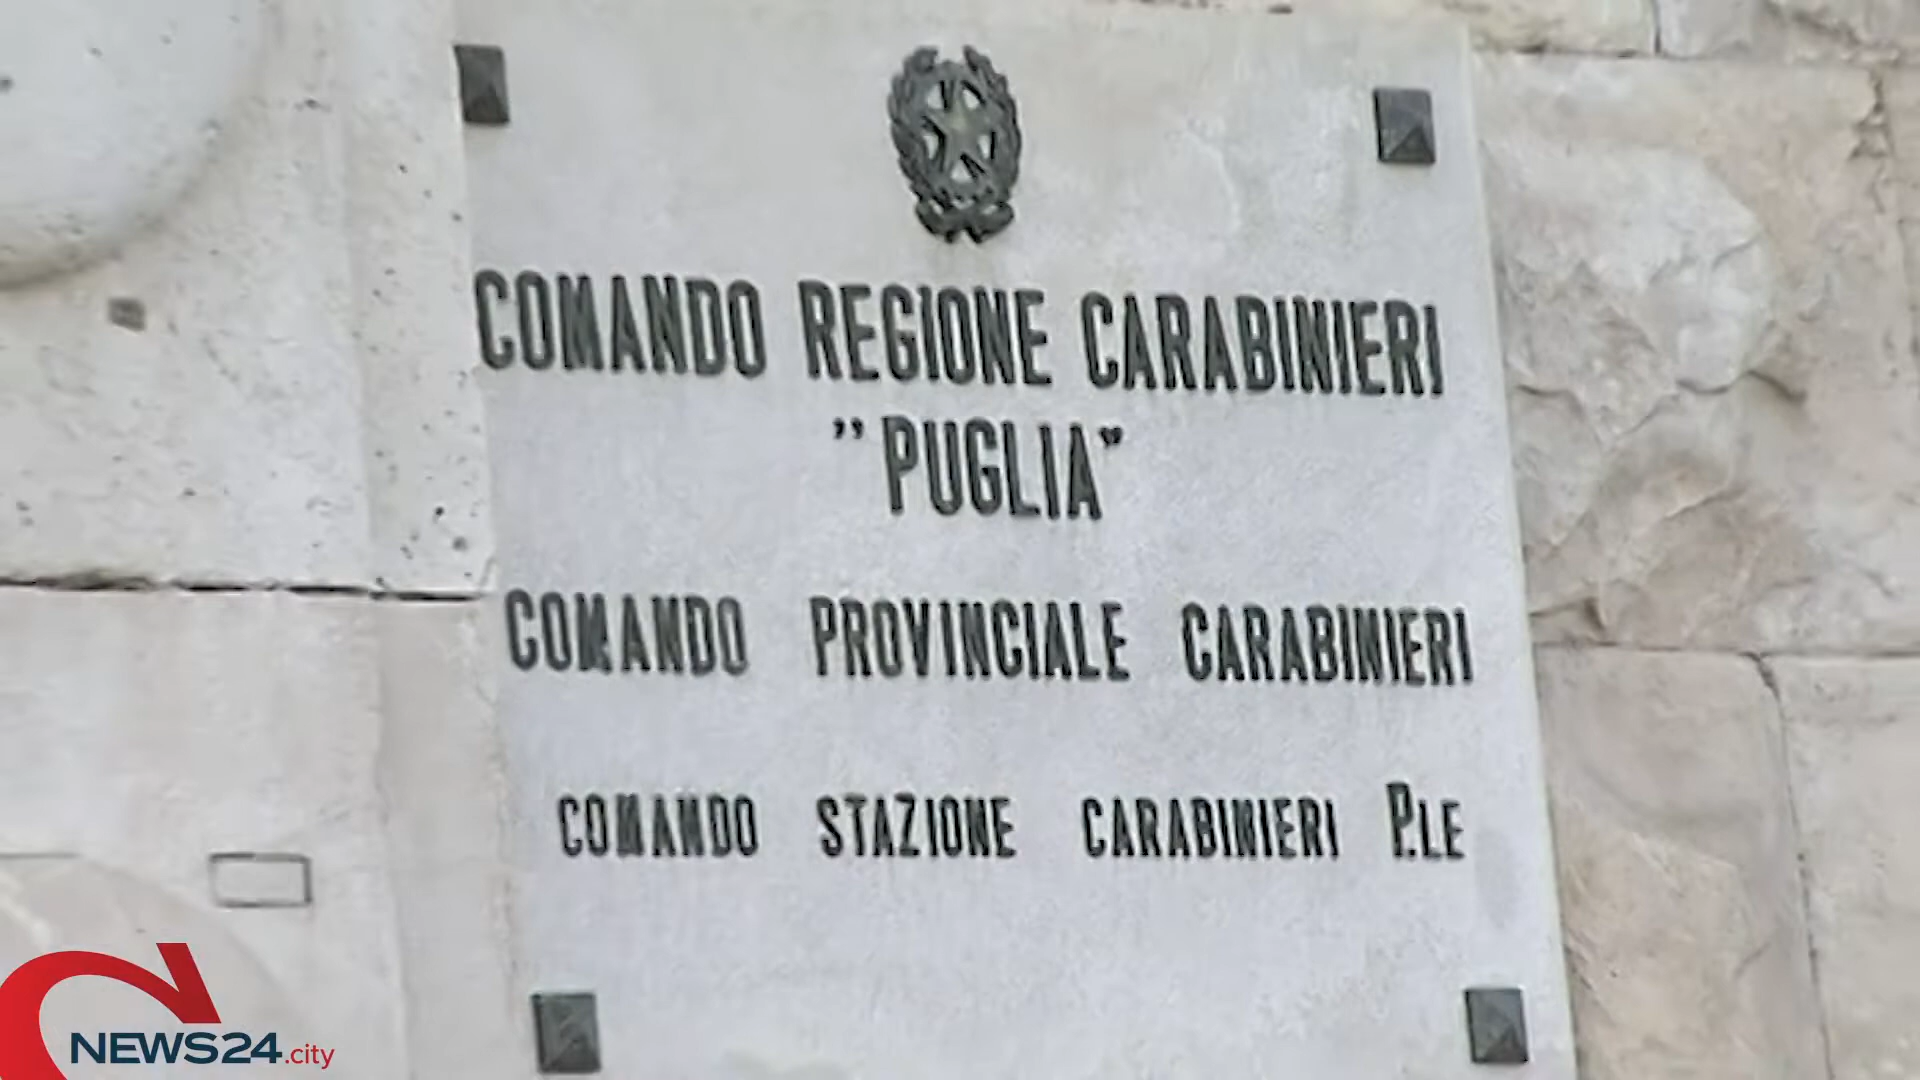 COMANDO REGIONE CARABINIERI
"PUGLIA"
COMANDO PROVINCIALE CARABINIERI
COMANDO STAZIONE CARABINIERI P.LE
NEWS24.city